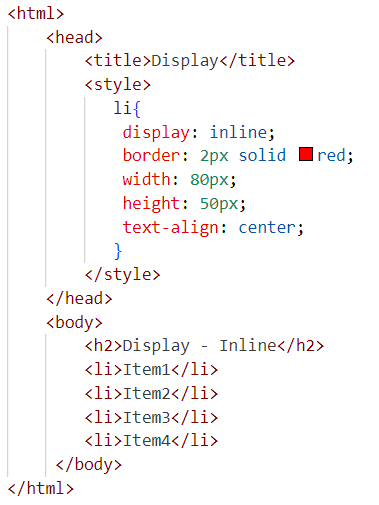 <html>
<head>
<title>Display</title>
<style>
li{
display: inline;
border: 2px solid red;
width: 80px;
height: 50px;
text-align: center;
}
</style>
</head>
<body>
<h2>Display - Inline</h2>
<li>Item1</li>
<li>Item2</li>
<li>Item3</li>
<li>Item4</li>
</body>
</html>